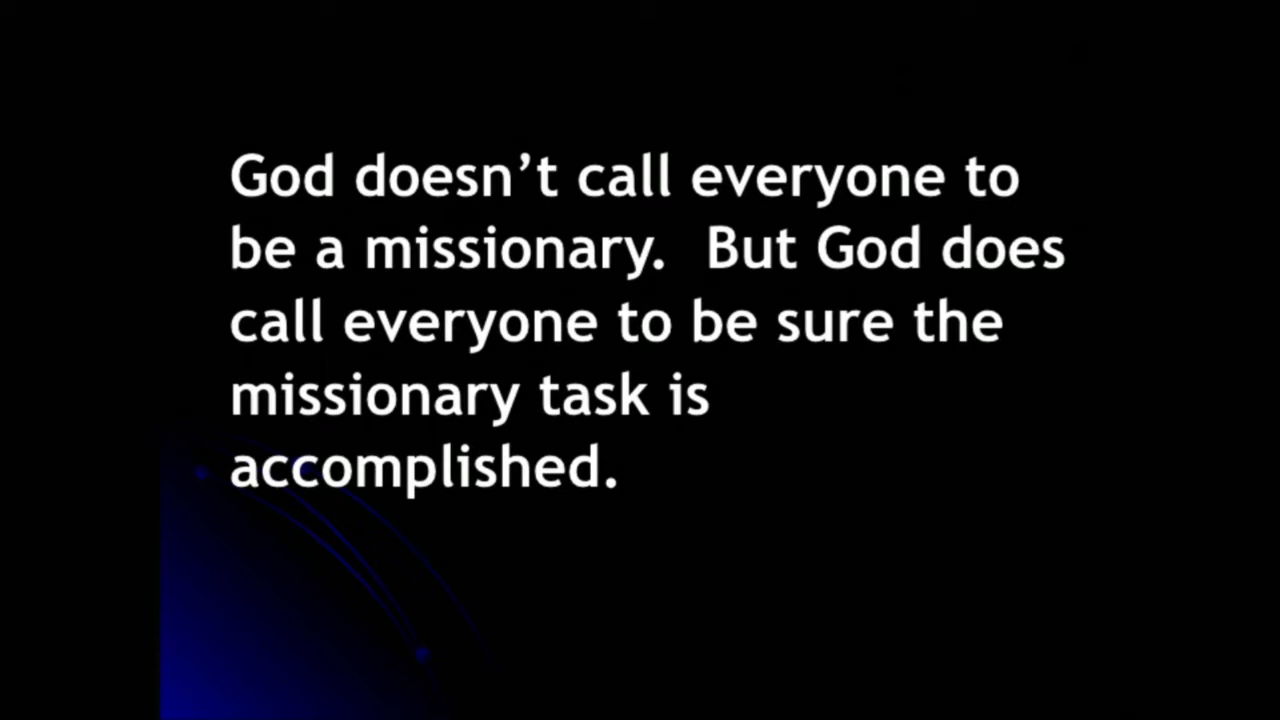 God doesn’t call everyone to
be a missionary.  But God does
call everyone to be sure the
missionary task is
accomplished.